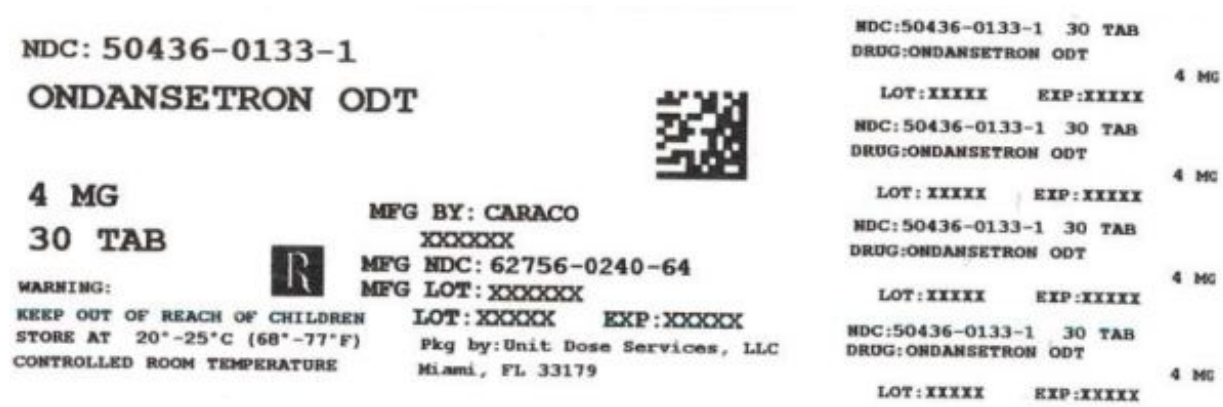 NDC: 50436-0133-1
ONDANSETRON ODT
4 MG
30 TAB
R
WARNING:
KEEP OUT OF REACH OF CHILDREN
STORE AT 20°-25°C (68°-77°F)
CONTROLLED ROOM TEMPERATURE
MFG BY: CARACO
XXXXXX
MFG NDC: 62756-0240-64
MFG LOT: XXXXXX
LOT: XXXXX EXP: XXXXX
Pkg by: Unit Dose Services, LLC
Miami, FL 33179
NDC:50436-0133-1 30 TAB
DRUG:ONDANSETRON ODT
4 MG
LOT:XXXXX EXP:XXXXX
NDC:50436-0133-1 30 TAB
DRUG:ONDANSETRON ODT
4 MG
LOT:XXXXX EXP:XXXXX
NDC:50436-0133-1 30 TAB
DRUG:ONDANSETRON ODT
4 MG
LOT:XXXXX EXP:XXXXX
NDC:50436-0133-1 30 TAB
DRUG:ONDANSETRON ODT
4 MG
LOT:XXXXX EXP:XXXXX